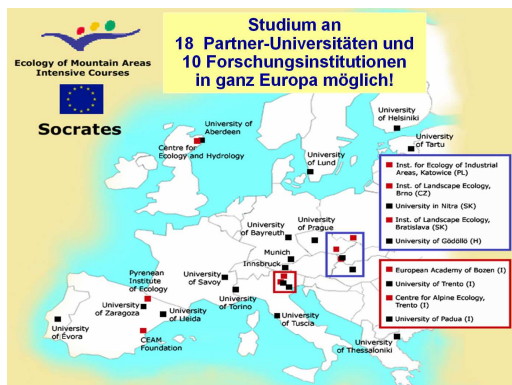 Studium an
18 Partner-Universitäten und
10 Forschungsinstitutionen
in ganz Europa möglich!
Ecology of Mountain Areas
Intensive Courses
Socrates
University of
Helsinki
University of
Aberdeen
University of
Tartu
Centre for
Ecology and Hydrology
University
of Lund
Inst. for Ecology of Industrial
Areas, Katowice (PL)
Inst. of Landscape Ecology,
Brno (CZ)
University in Nitra (SK)
Inst. of Landscape Ecology,
Bratislava (SK)
University of Gödöllő (H)
University
of Bayreuth
University
of Prague
Munich
Innsbruck
European Academy of Bozen (I)
University of Trento (I)
Centre for Alpine Ecology,
Trento (I)
University of Padua (I)
Pyrenean
Institute
of Ecology
University
of Savoy
University
of Zaragoza
University
of Lleida
University
of Torino
University
of Tuscia
University
of Évora
CEAM
Foundation
University
of Thessaloniki